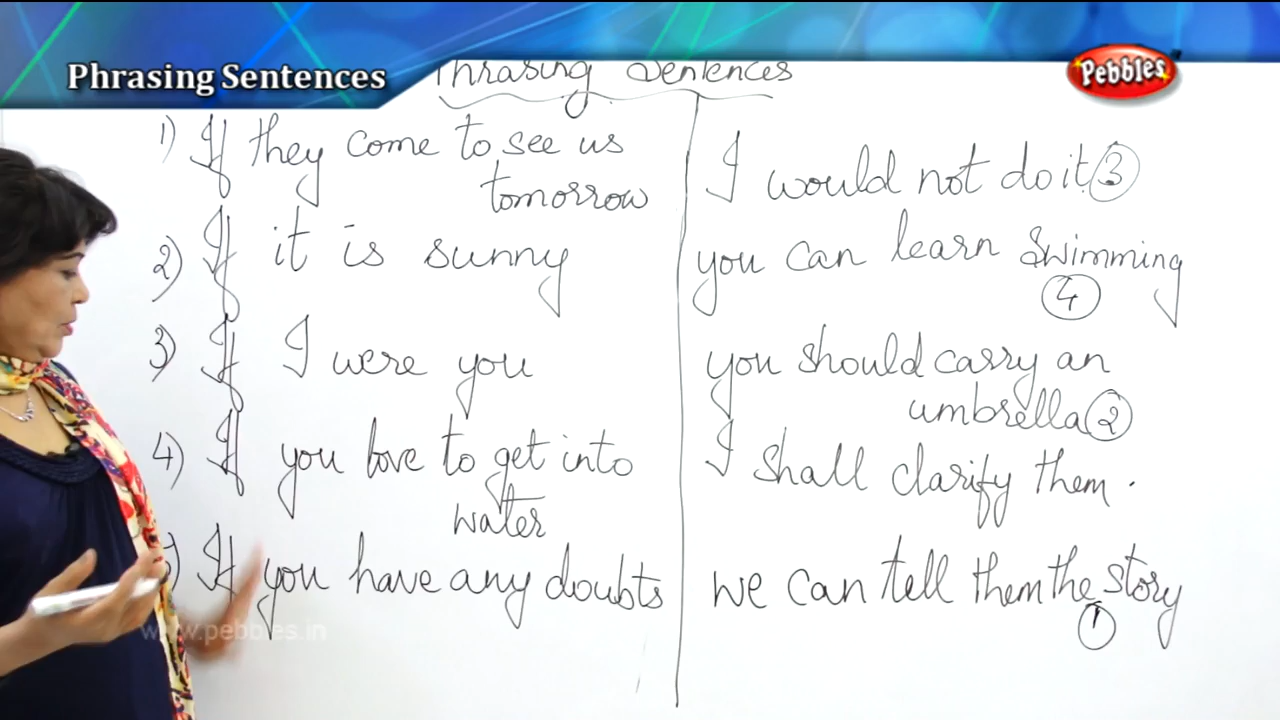 Phrasing Sentences
Pebbles
Phrasing Sentences
1) If they come to see us
tomorrow
I would not do it 3
2) If it is sunny
you can learn swimming
4
3) If I were you
you should carry an
umbrella 2
4) If you love to get into
water
I shall clarify them.
If you have any doubts
we can tell them the story
1
www.pebbles.in